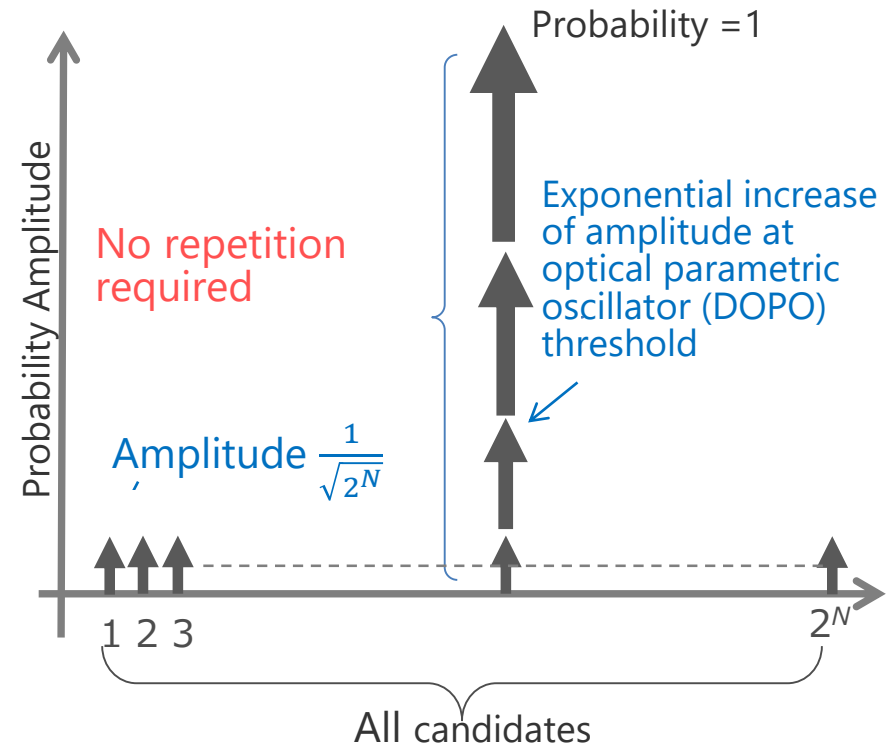 Probability =1
Probability Amplitude
Exponential increase
of amplitude at
optical parametric
oscillator (DOPO)
threshold
No repetition
required
Amplitude 1/√2^N
1 2 3
2^N
All candidates